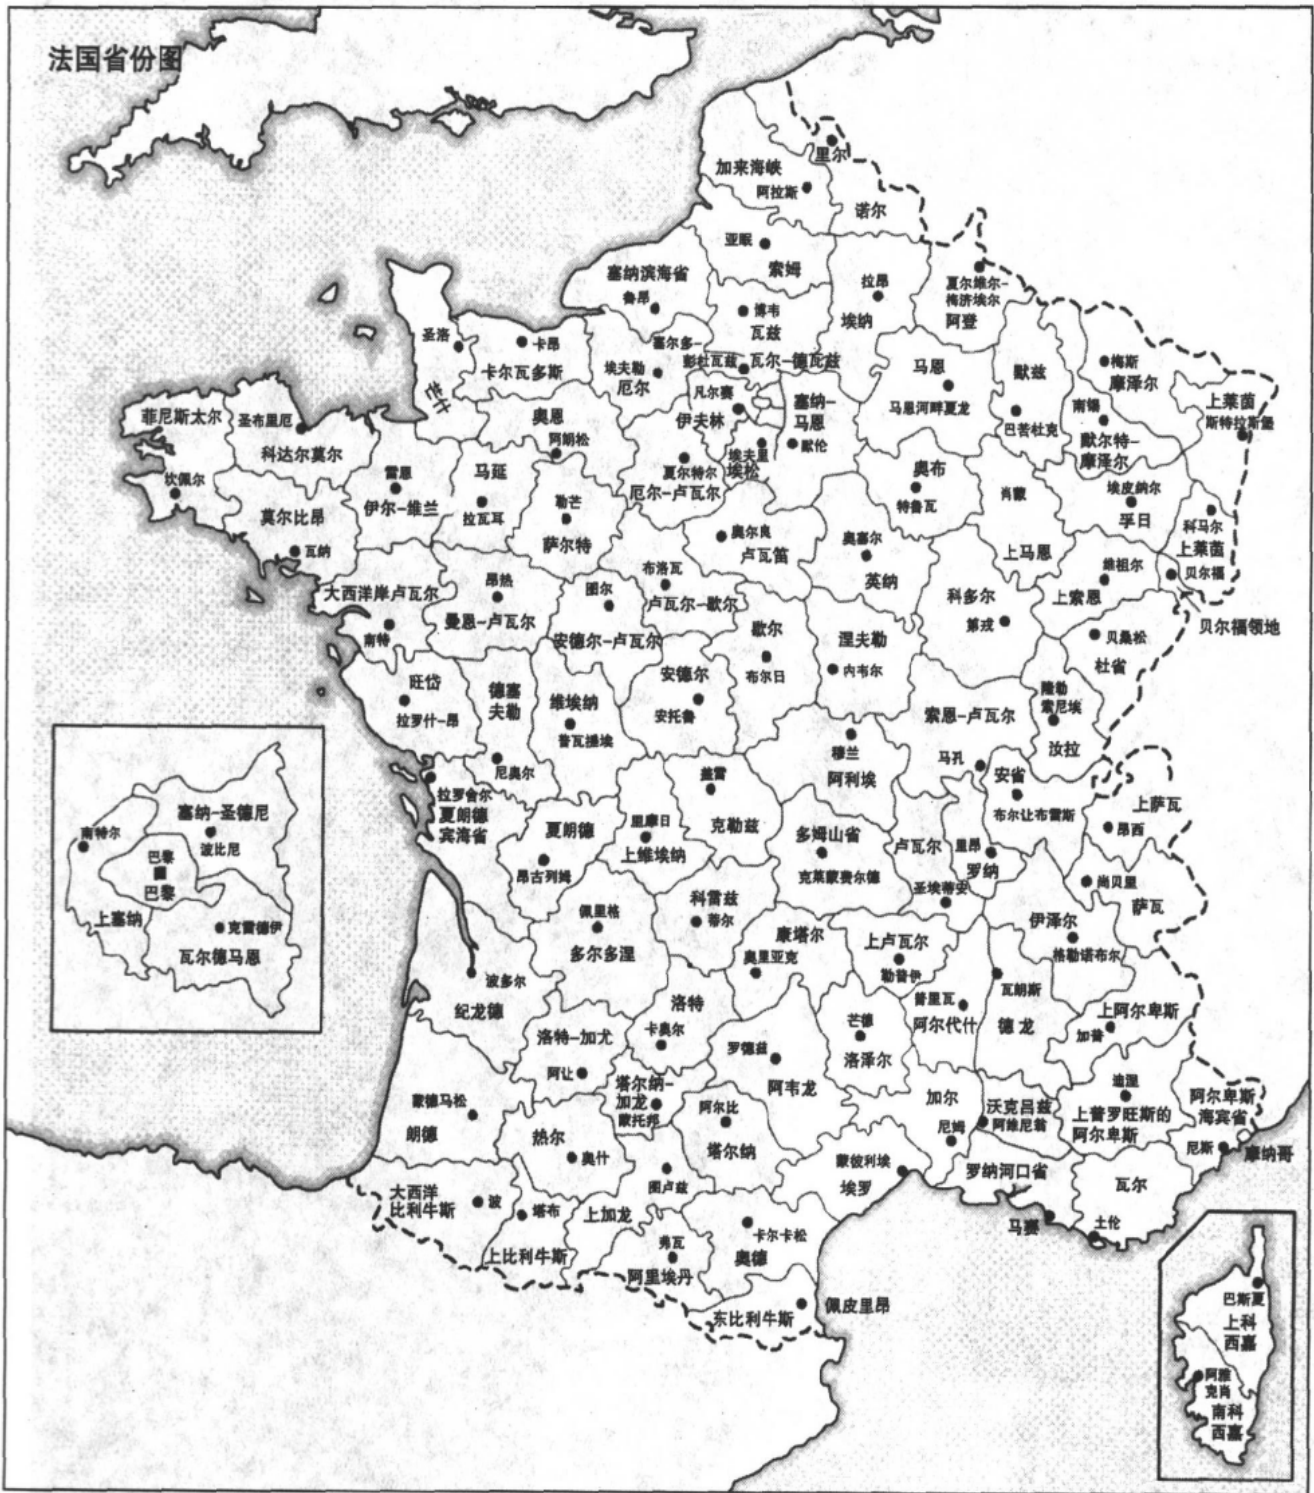 法国省份图
里尔
加来海峡
阿拉斯
诺尔
亚眠
索姆
塞纳滨海省
鲁昂
拉昂
埃纳
夏尔维尔-
梅济埃尔
阿登
博韦
瓦兹
圣洛
芒什
卡昂
卡尔瓦多斯
埃夫勒
厄尔
塞尔多-
彭杜瓦兹
瓦尔-德瓦兹
凡尔赛
伊夫林
塞纳-
马恩
默伦
埃夫里
埃松
马恩
马恩河畔夏龙
默兹
巴苦杜克
梅斯
摩泽尔
南锡
默尔特-
摩泽尔
上莱茵
斯特拉斯堡
菲尼斯太尔
坎佩尔
圣布里厄
科达尔莫尔
奥恩
阿朗松
夏尔特尔
厄尔-卢瓦尔
雷恩
伊尔-维兰
马延
拉瓦耳
莫尔比昂
瓦纳
勒芒
萨尔特
奥尔良
卢瓦笛
奥布
特鲁瓦
肖蒙
上马恩
埃皮纳尔
孚日
科马尔
上莱茵
奥塞尔
英纳
维祖尔
上索恩
贝尔福
贝尔福领地
大西洋岸卢瓦尔
南特
昂热
曼恩-卢瓦尔
图尔
安德尔-卢瓦尔
布洛瓦
卢瓦尔-歇尔
歇尔
布尔日
涅夫勒
内韦尔
科多尔
第戎
贝桑松
杜省
旺岱
拉罗什-昂
德塞
夫勒
尼奥尔
维埃纳
普瓦捶埃
安德尔
安托鲁
穆兰
阿利埃
索恩-卢瓦尔
马孔
隆勒
索尼埃
汝拉
安省
布尔让布雷斯
上萨瓦
昂西
塞纳-圣德尼
波比尼
南特尔
巴黎
巴黎
上塞纳
克雷德伊
瓦尔德马恩
拉罗舍尔
夏朗德
宾海省
夏朗德
昂古列姆
里摩日
上维埃纳
盖雷
克勒兹
多姆山省
克莱蒙费尔德
卢瓦尔
圣埃蒂安
里昂
罗纳
尚贝里
萨瓦
伊泽尔
格勒诺布尔
佩里格
多尔多涅
科雷兹
蒂尔
康塔尔
奥里亚克
上卢瓦尔
勒普伊
波多尔
纪龙德
洛特
卡奥尔
洛特-加尤
阿让
罗德兹
阿韦龙
芒德
洛泽尔
普里瓦
阿尔代什
瓦朗斯
德龙
上阿尔卑斯
加普
蒙德马松
朗德
塔尔纳-
加龙
蒙托邦
阿尔比
塔尔纳
加尔
尼姆
沃克吕兹
阿维尼翁
迪涅
上普罗旺斯的
阿尔卑斯
阿尔卑斯
海宾省
尼斯
摩纳哥
热尔
奥什
图卢兹
上加龙
蒙彼利埃
埃罗
罗纳河口省
马赛
瓦尔
土伦
大西洋
比利牛斯
波
塔布
上比利牛斯
弗瓦
阿里埃丹
卡尔卡松
奥德
东比利牛斯
佩皮里昂
巴斯夏
上科
西嘉
阿雅
克肖
南科
西嘉